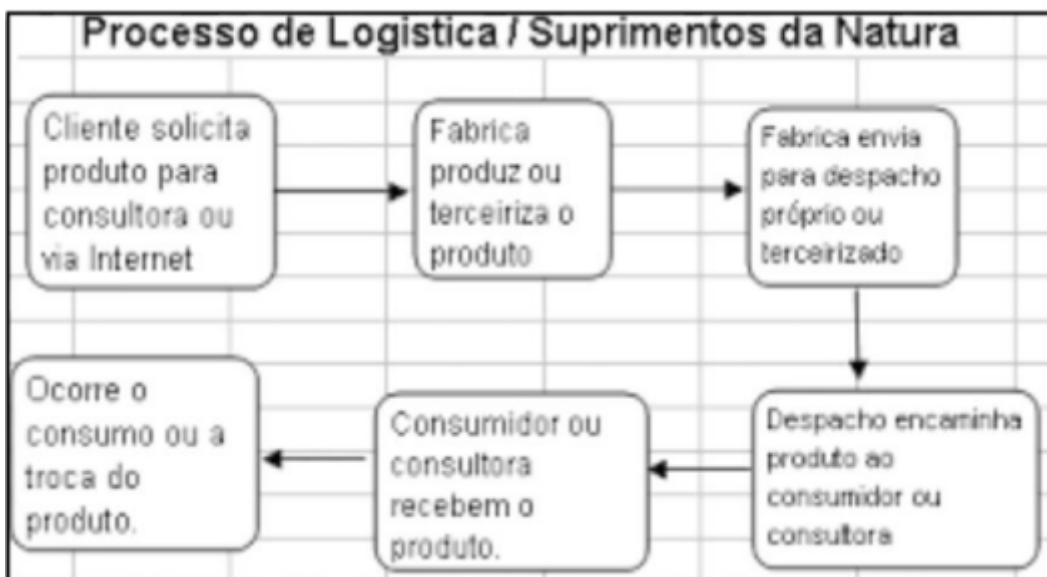 Processo de Logistica / Suprimentos da Natura
Cliente solicita
produto para
consultora ou
via Internet
Fabrica
produz ou
terceiriza o
produto
Fabrica envia
para despacho
próprio ou
terceirizado
Despacho encaminha
produto ao
consumidor ou
consultora
Consumidor ou
consultora
recebem o
produto.
Ocorre o
consumo ou a
troca do
produto.